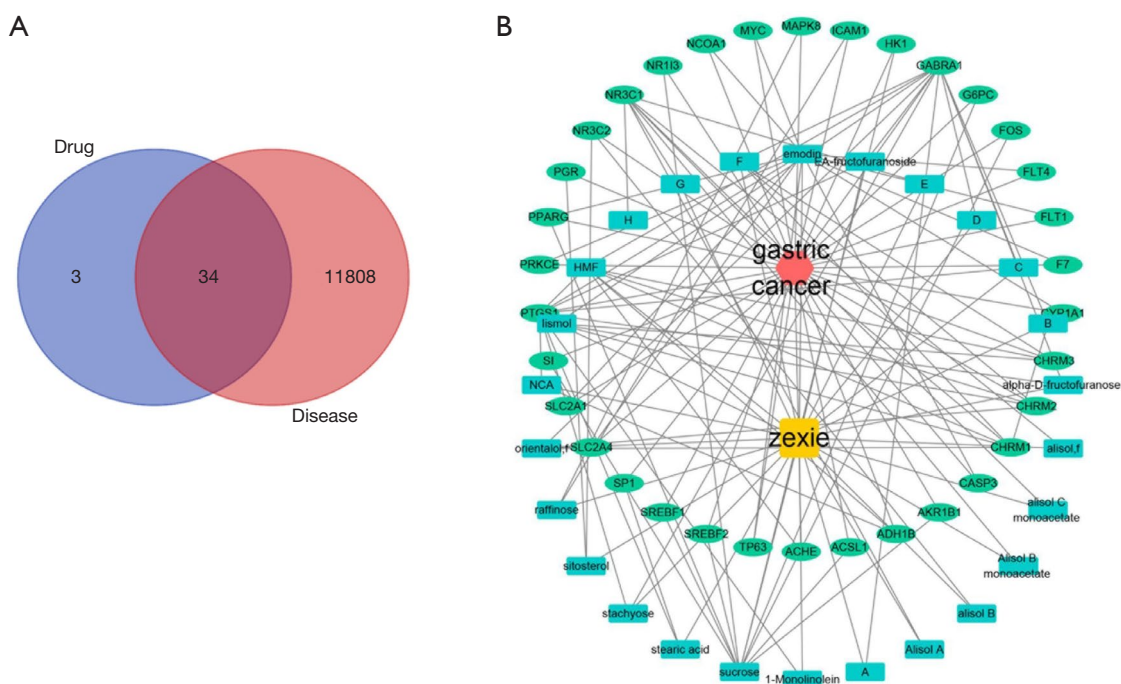 A
B
Drug
3
34
11808
Disease
MAPK8
MYC
ICAM1
NCOA1
HK1
NR1I3
GABRA1
NR3C1
G6PC
NR3C2
FOS
F
emodin
EA-fructofuranoside
PGR
G
E
FLT4
PPARG
H
D
FLT1
gastric
cancer
PRKCE
HMF
C
F7
PTGS1
CYP1A1
lismol
B
SI
CHRM3
NCA
alpha-D-fructofuranose
SLC2A1
CHRM2
zexie
orientalol,f
SLC2A4
CHRM1
alisol,f
SP1
CASP3
raffinose
alisol C
monoacetate
SREBF1
AKR1B1
SREBF2
ADH1B
TP63
ACHE
ACSL1
sitosterol
Alisol B
monoacetate
stachyose
alisol B
stearic acid
Alisol A
sucrose
1-Monolinolein
A